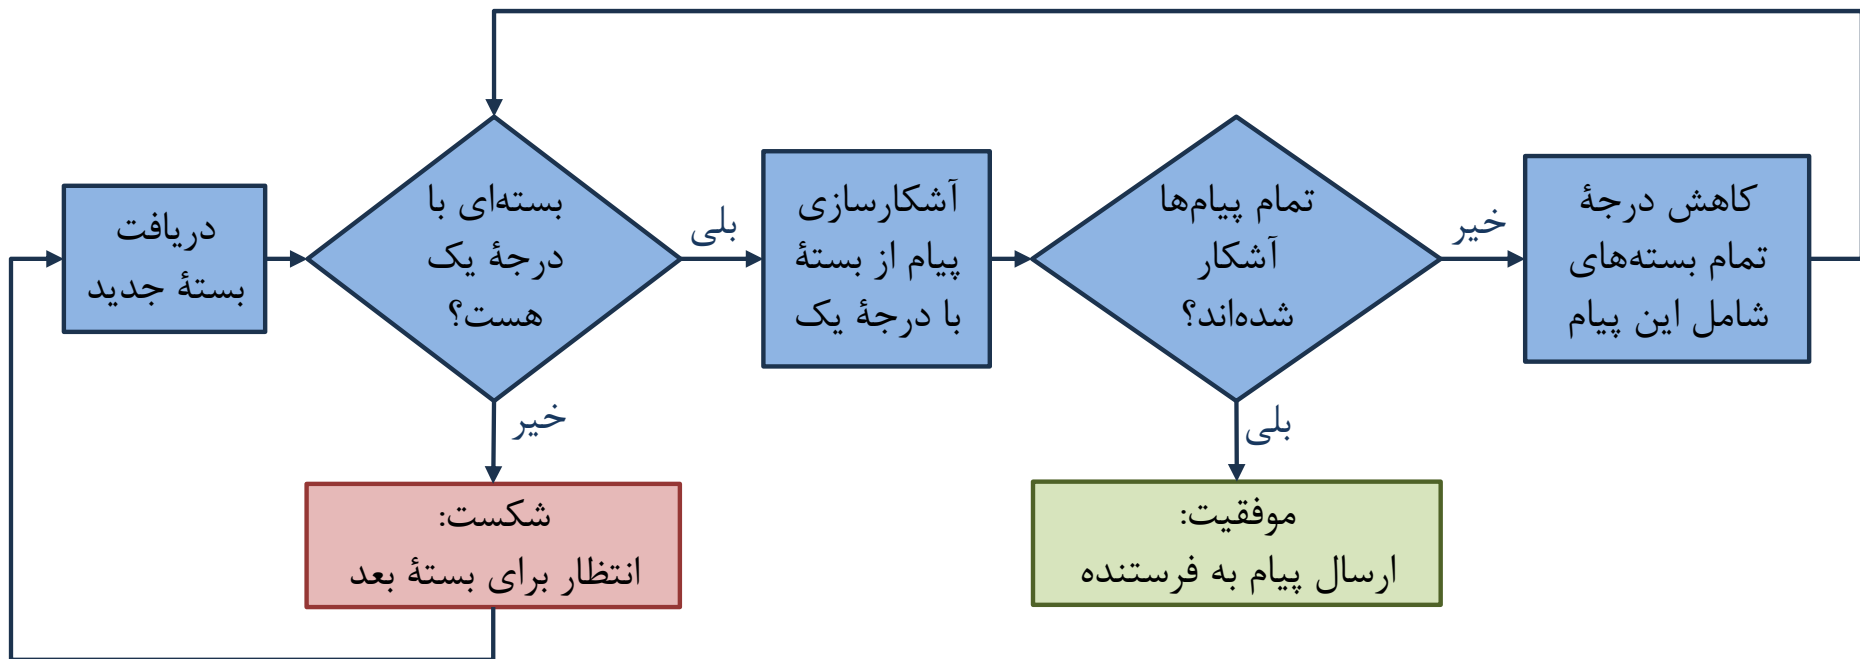 دریافت
بستهٔ جدید
بسته‌ای با
درجهٔ یک
هست؟
بلی
خیر
شکست:
انتظار برای بستهٔ بعد
آشکارسازی
پیام از بستهٔ
با درجهٔ یک
تمام پیام‌ها
آشکار
شده‌اند؟
خیر
بلی
موفقیت:
ارسال پیام به فرستنده
کاهش درجهٔ
تمام بسته‌های
شامل این پیام